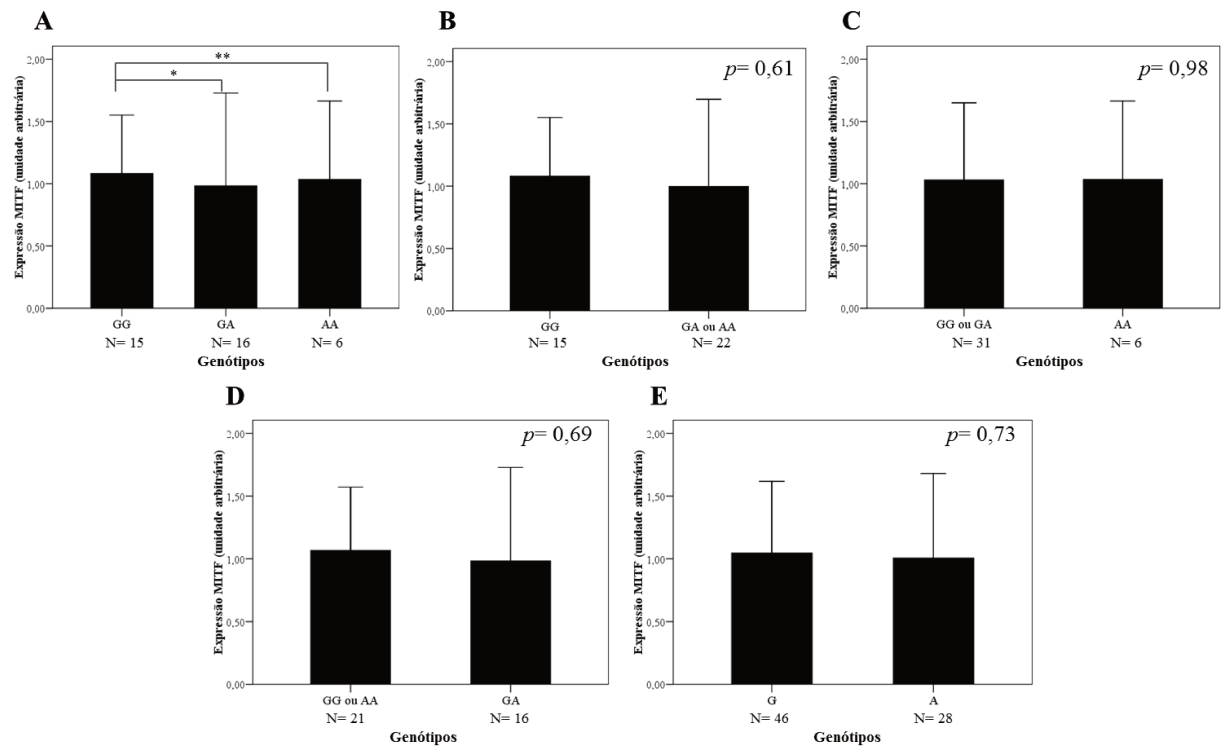 A
Expressão MITF (unidade arbitrária)
2,00
1,50
1,00
0,50
0,00
**
*
GG GA AA
N= 15 N= 16 N= 6
Genótipos
B
Expressão MITF (unidade arbitrária)
2,00
1,50
1,00
0,50
0,00
p= 0,61
GG GA ou AA
N= 15 N= 22
Genótipos
C
Expressão MITF (unidade arbitrária)
2,00
1,50
1,00
0,50
0,00
p= 0,98
GG ou GA AA
N= 31 N= 6
Genótipos
D
Expressão MITF (unidade arbitrária)
2,00
1,50
1,00
0,50
0,00
p= 0,69
GG ou AA GA
N= 21 N= 16
Genótipos
E
Expressão MITF (unidade arbitrária)
2,00
1,50
1,00
0,50
0,00
p= 0,73
G A
N= 46 N= 28
Genótipos